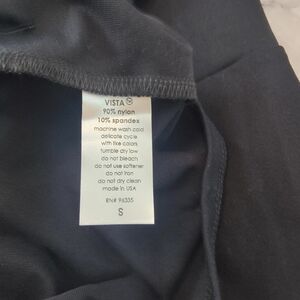 VISTA
90% nylon
10% spandex
machine wash cold
delicate cycle
with like colors
tumble dry low
do not bleach
do not use softener
do not iron
do not dry clean
made in USA
RN# 96335
S